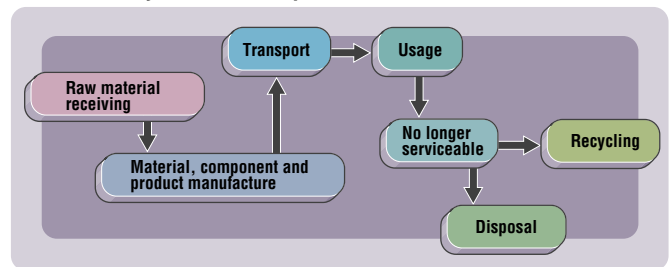 Raw material
receiving
Material, component and
product manufacture
Transport
Usage
No longer
serviceable
Recycling
Disposal